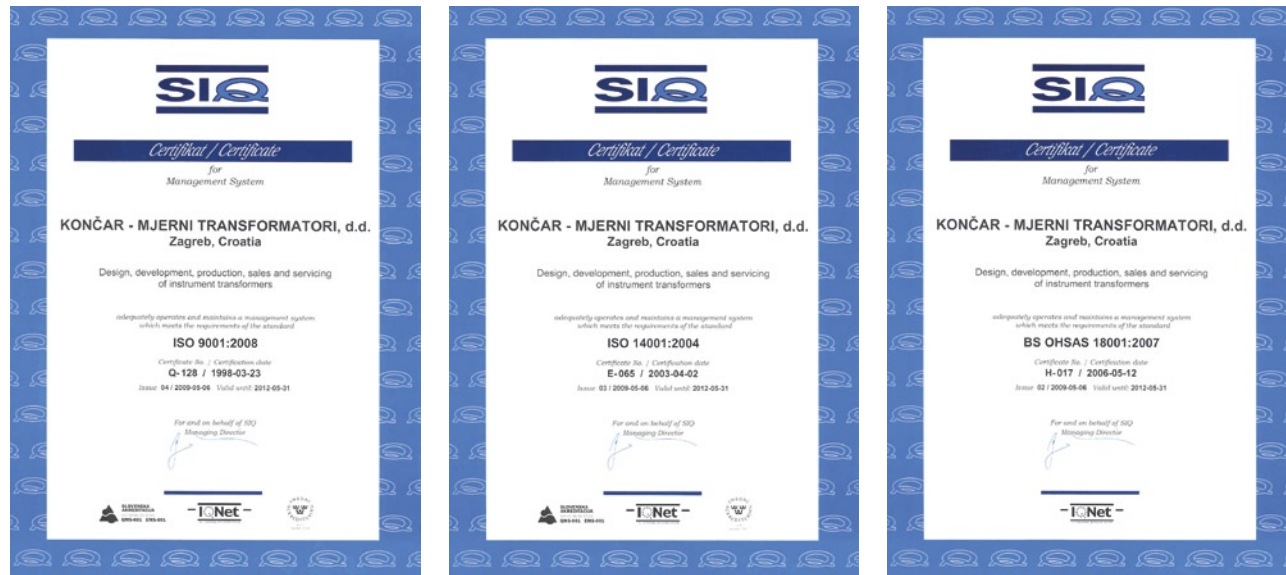 SIQ
Certifikat / Certificate
for
Management System
KONČAR - MJERNI TRANSFORMATORI, d.d.
Zagreb, Croatia
Design, development, production, sales and servicing
of instrument transformers
adequately operates and maintains a management system
which meets the requirements of the standard
ISO 9001:2008
Certificate No. / Certification date
Q-128 / 1998-03-23
Issue: 04 / 2009-05-06 Valid until: 2012-05-31
For and on behalf of SIQ
Managing Director
SLOVENSKA
AKREDITACIJA
IQNet
SIQ
Certifikat / Certificate
for
Management System
KONČAR - MJERNI TRANSFORMATORI, d.d.
Zagreb, Croatia
Design, development, production, sales and servicing
of instrument transformers
adequately operates and maintains a management system
which meets the requirements of the standard
ISO 14001:2004
Certificate No. / Certification date
E-065 / 2003-04-02
Issue: 03 / 2009-05-06 Valid until: 2012-05-31
For and on behalf of SIQ
Managing Director
SLOVENSKA
AKREDITACIJA
IQNet
SIQ
Certifikat / Certificate
for
Management System
KONČAR - MJERNI TRANSFORMATORI, d.d.
Zagreb, Croatia
Design, development, production, sales and servicing
of instrument transformers
adequately operates and maintains a management system
which meets the requirements of the standard
BS OHSAS 18001:2007
Certificate No. / Certification date
H-017 / 2006-05-12
Issue: 02 / 2009-05-06 Valid until: 2012-05-31
For and on behalf of SIQ
Managing Director
IQNet